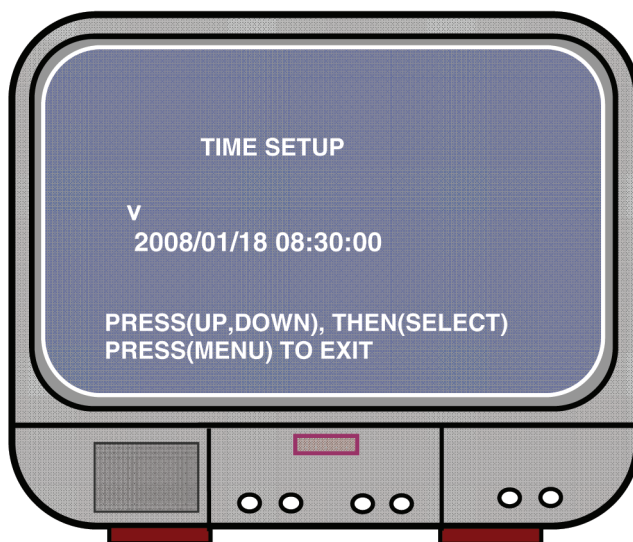 TIME SETUP
v
2008/01/18 08:30:00
PRESS(UP,DOWN), THEN(SELECT)
PRESS(MENU) TO EXIT